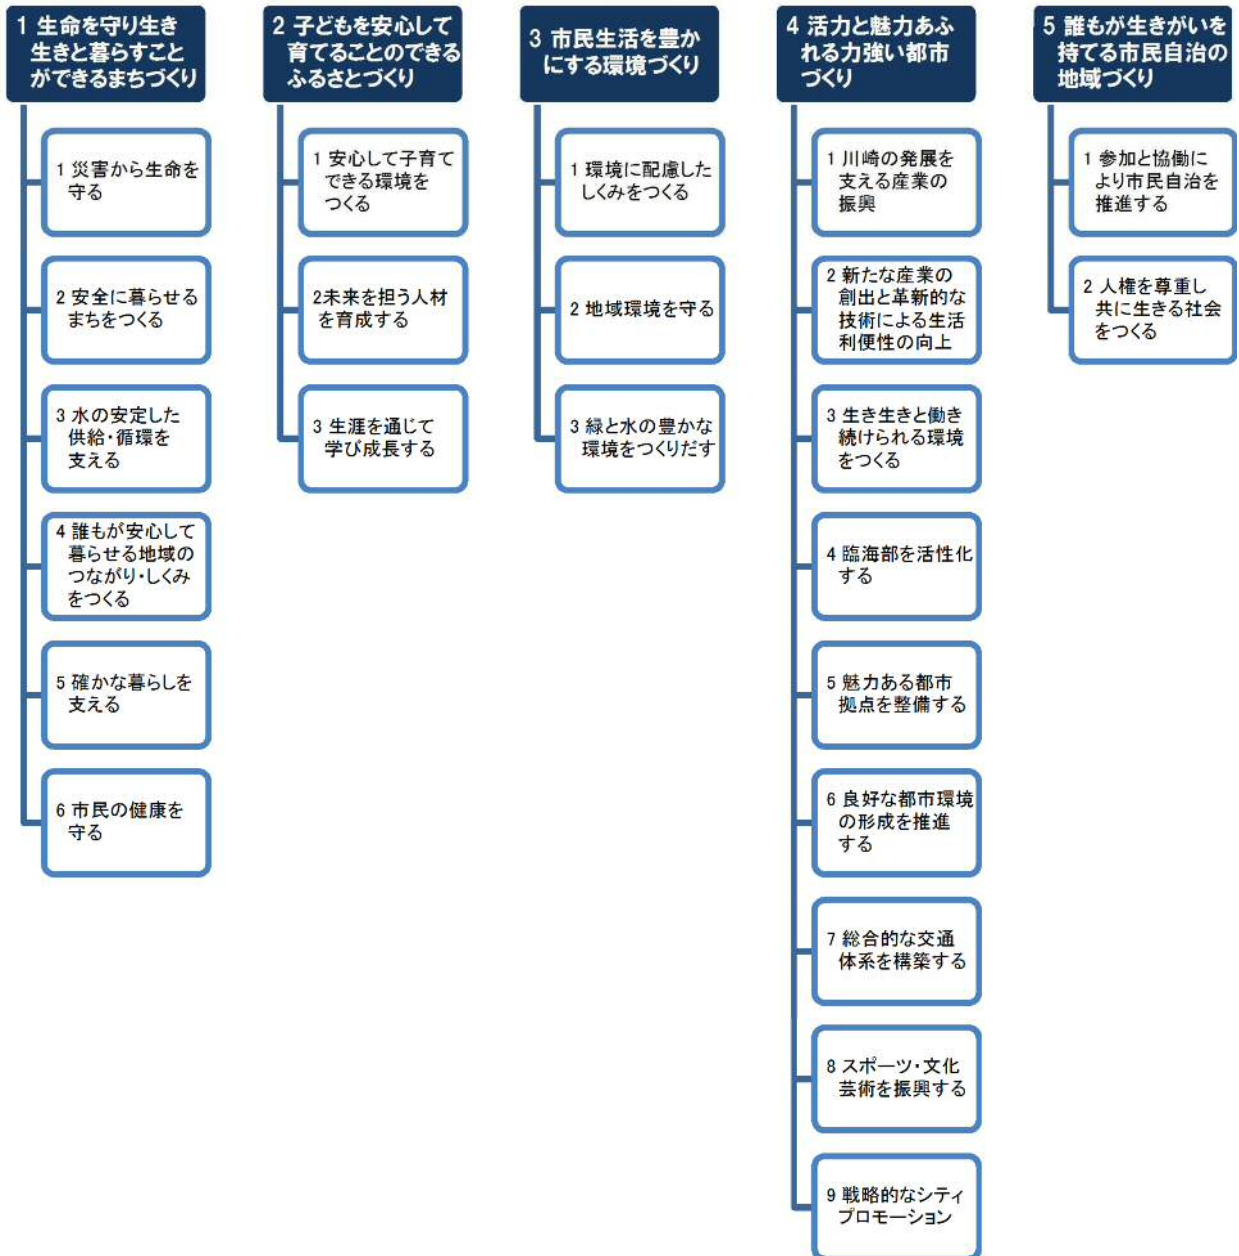 1 生命を守り生き
生きと暮らすこと
ができるまちづくり
1 災害から生命を
守る
2 安全に暮らせる
まちをつくる
3 水の安定した
供給・循環を
支える
4 誰もが安心して
暮らせる地域の
つながり・しくみ
をつくる
5 確かな暮らしを
支える
6 市民の健康を
守る
2 子どもを安心して
育てることのできる
ふるさとづくり
1 安心して子育て
できる環境を
つくる
2未来を担う人材
を育成する
3 生涯を通じて
学び成長する
3 市民生活を豊か
にする環境づくり
1 環境に配慮した
しくみをつくる
2 地域環境を守る
3 緑と水の豊かな
環境をつくりだす
4 活力と魅力あふ
れる力強い都市
づくり
1 川崎の発展を
支える産業の
振興
2 新たな産業の
創出と革新的な
技術による生活
利便性の向上
3 生き生きと働き
続けられる環境
をつくる
4 臨海部を活性化
する
5 魅力ある都市
拠点を整備する
6 良好な都市環境
の形成を推進
する
7 総合的な交通
体系を構築する
8 スポーツ・文化
芸術を振興する
9 戦略的なシティ
プロモーション
5 誰もが生きがいを
持てる市民自治の
地域づくり
1 参加と協働に
より市民自治を
推進する
2 人権を尊重し
共に生きる社会
をつくる